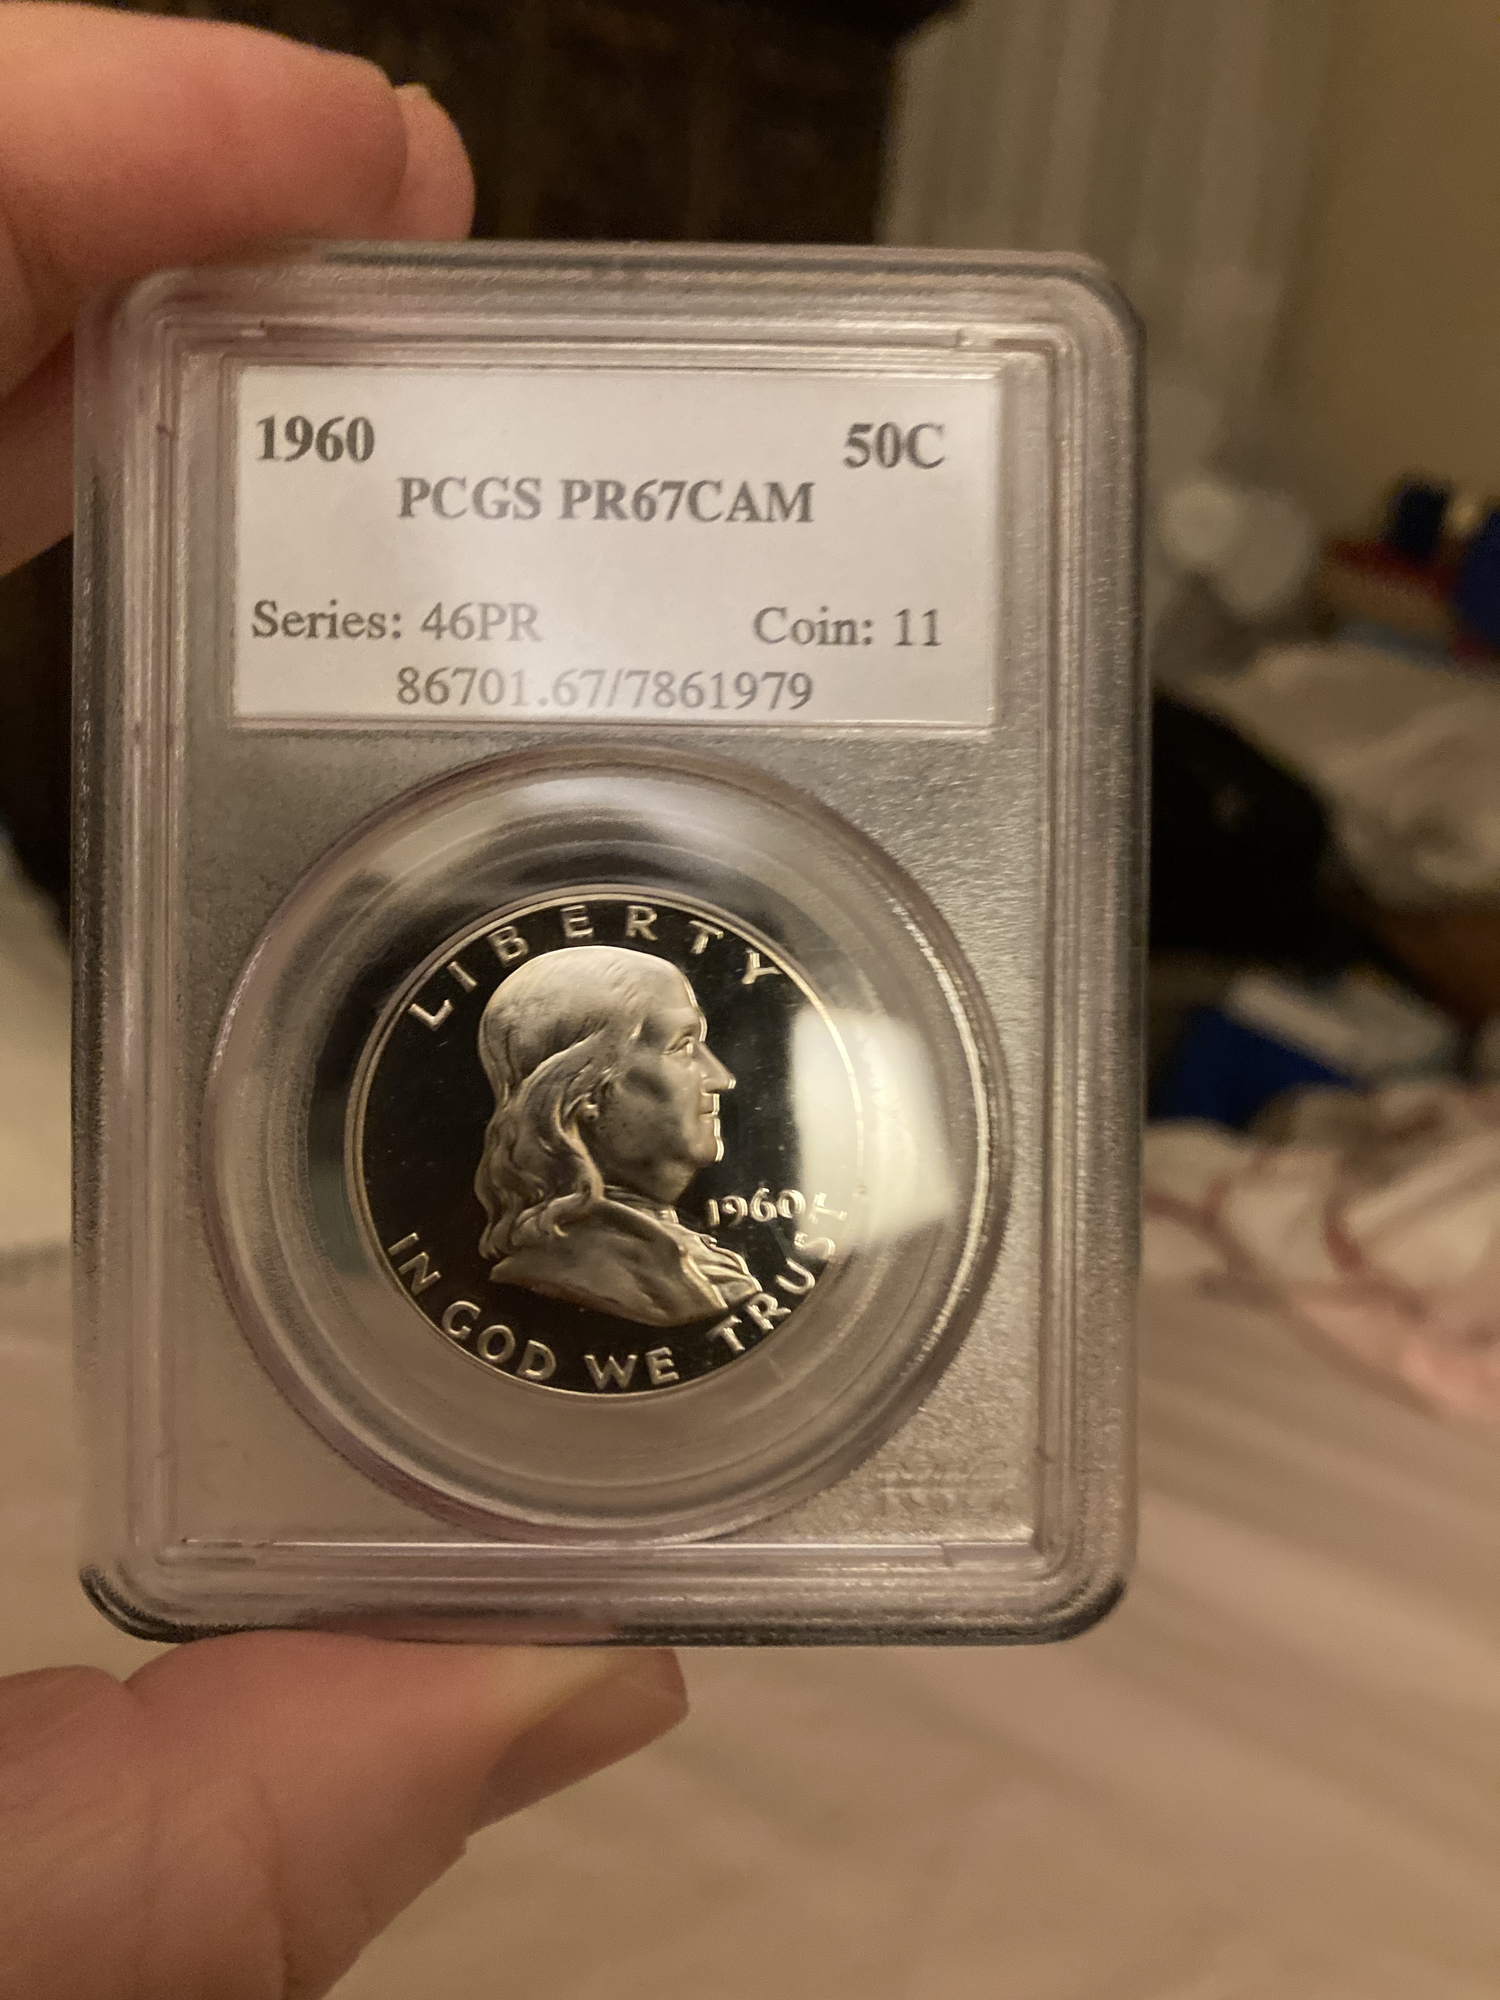 1960 50C
PCGS PR67CAM
Series: 46PR Coin: 11
86701.67/7861979
LIBERTY
1960
IN GOD WE TRUST